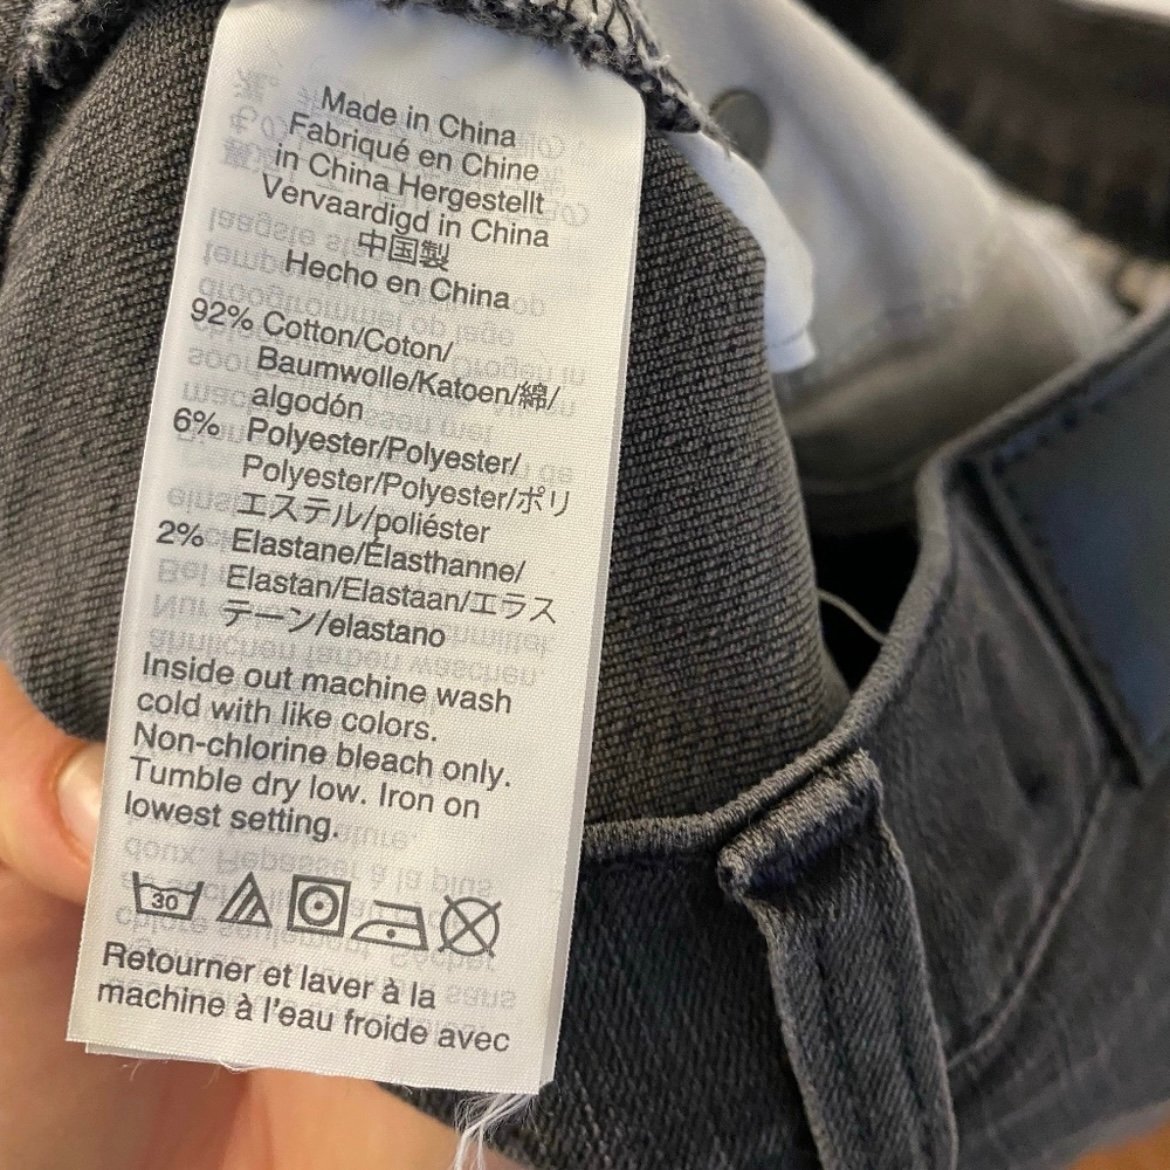 Made in China
Fabriqué en Chine
in China Hergestellt
Vervaardigd in China
中国製
Hecho en China
92% Cotton/Coton/
Baumwolle/Katoen/綿/
algodón
6% Polyester/Polyester/
Polyester/Polyester/ポリ
エステル/poliéster
2% Elastane/Élasthanne/
Elastan/Elastaan/エラス
テーン/elastano
Inside out machine wash
cold with like colors.
Non-chlorine bleach only.
Tumble dry low. Iron on
lowest setting.
30
Retourner et laver à la
machine à l'eau froide avec